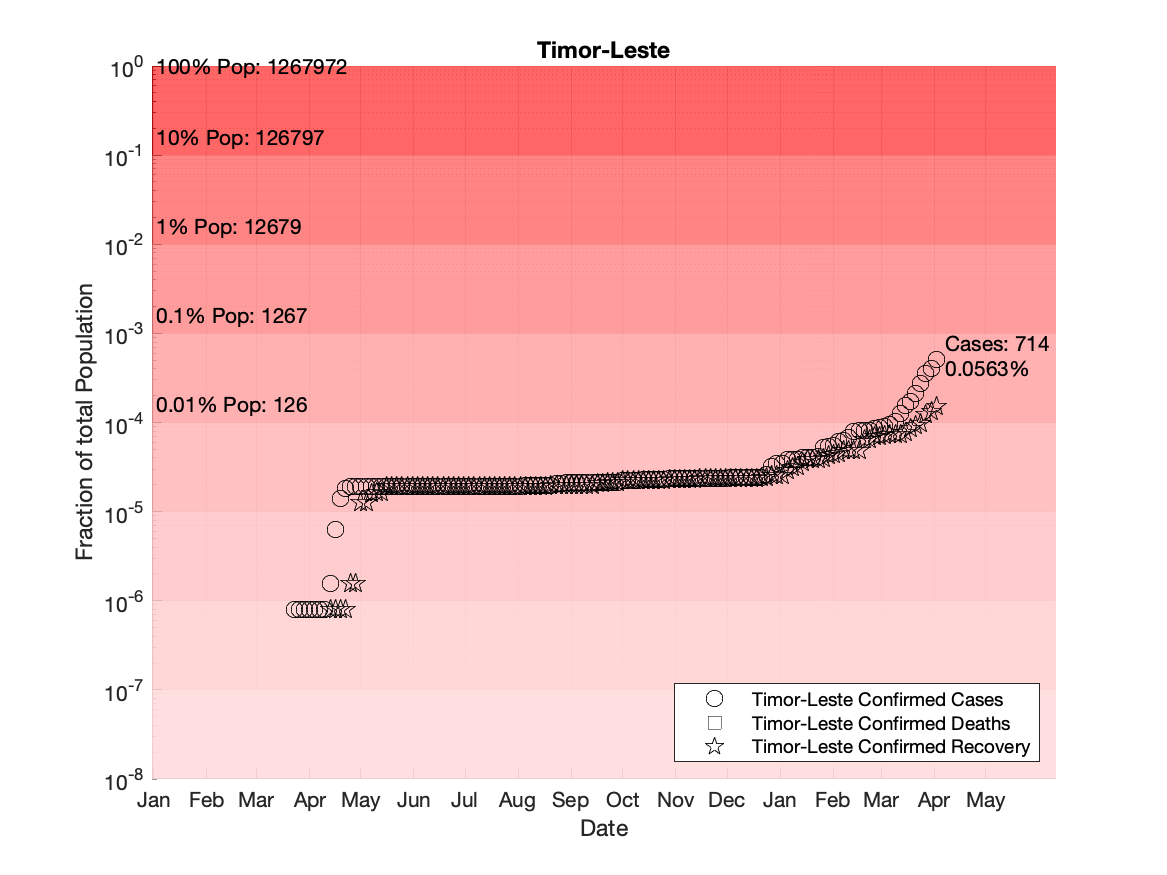 Timor-Leste
10^0
100% Pop: 1267972
10% Pop: 126797
10^-1
1% Pop: 12679
10^-2
0.1% Pop: 1267
10^-3
Cases: 714
0.0563%
0.01% Pop: 126
10^-4
10^-5
10^-6
10^-7
10^-8
Fraction of total Population
Timor-Leste Confirmed Cases
Timor-Leste Confirmed Deaths
Timor-Leste Confirmed Recovery
Jan Feb Mar Apr May Jun Jul Aug Sep Oct Nov Dec Jan Feb Mar Apr May
Date